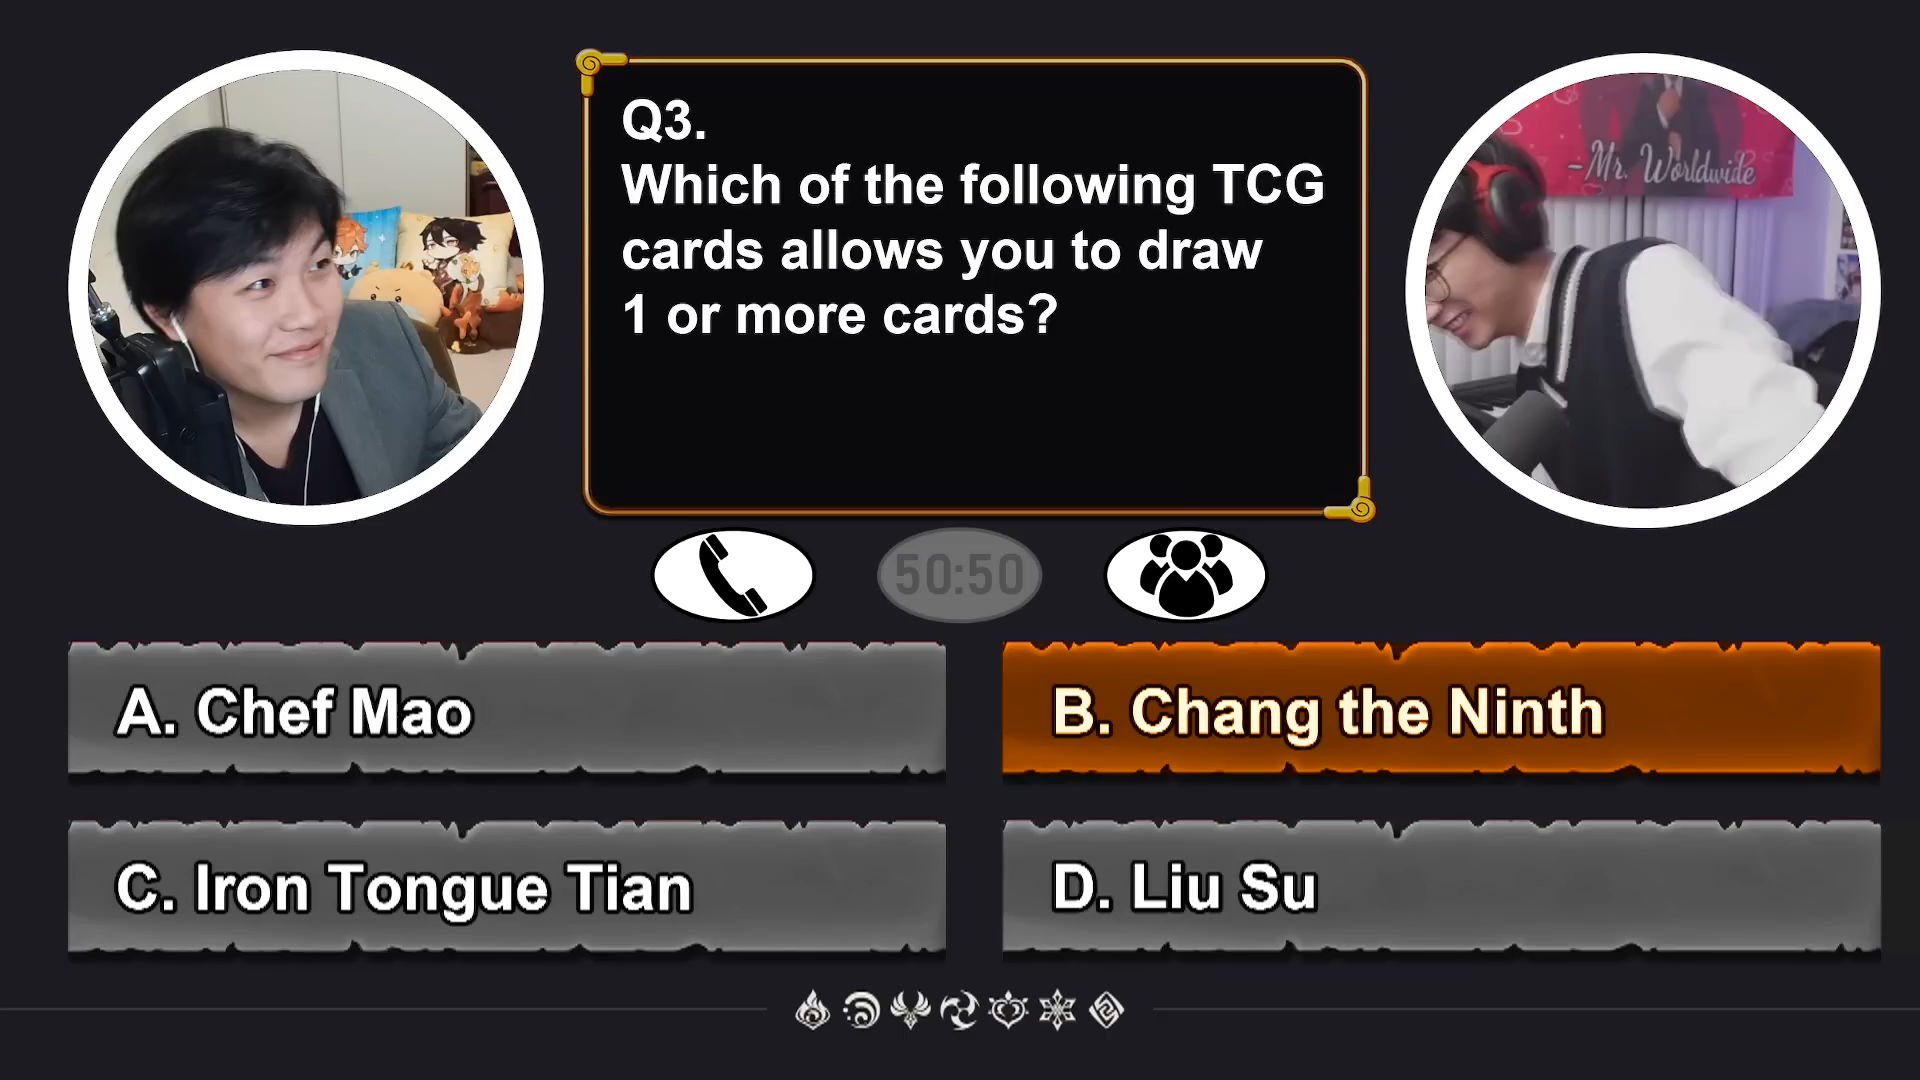 Q3.
Which of the following TCG
cards allows you to draw
1 or more cards?
-Mr. Worldwide
50:50
A. Chef Mao
B. Chang the Ninth
C. Iron Tongue Tian
D. Liu Su